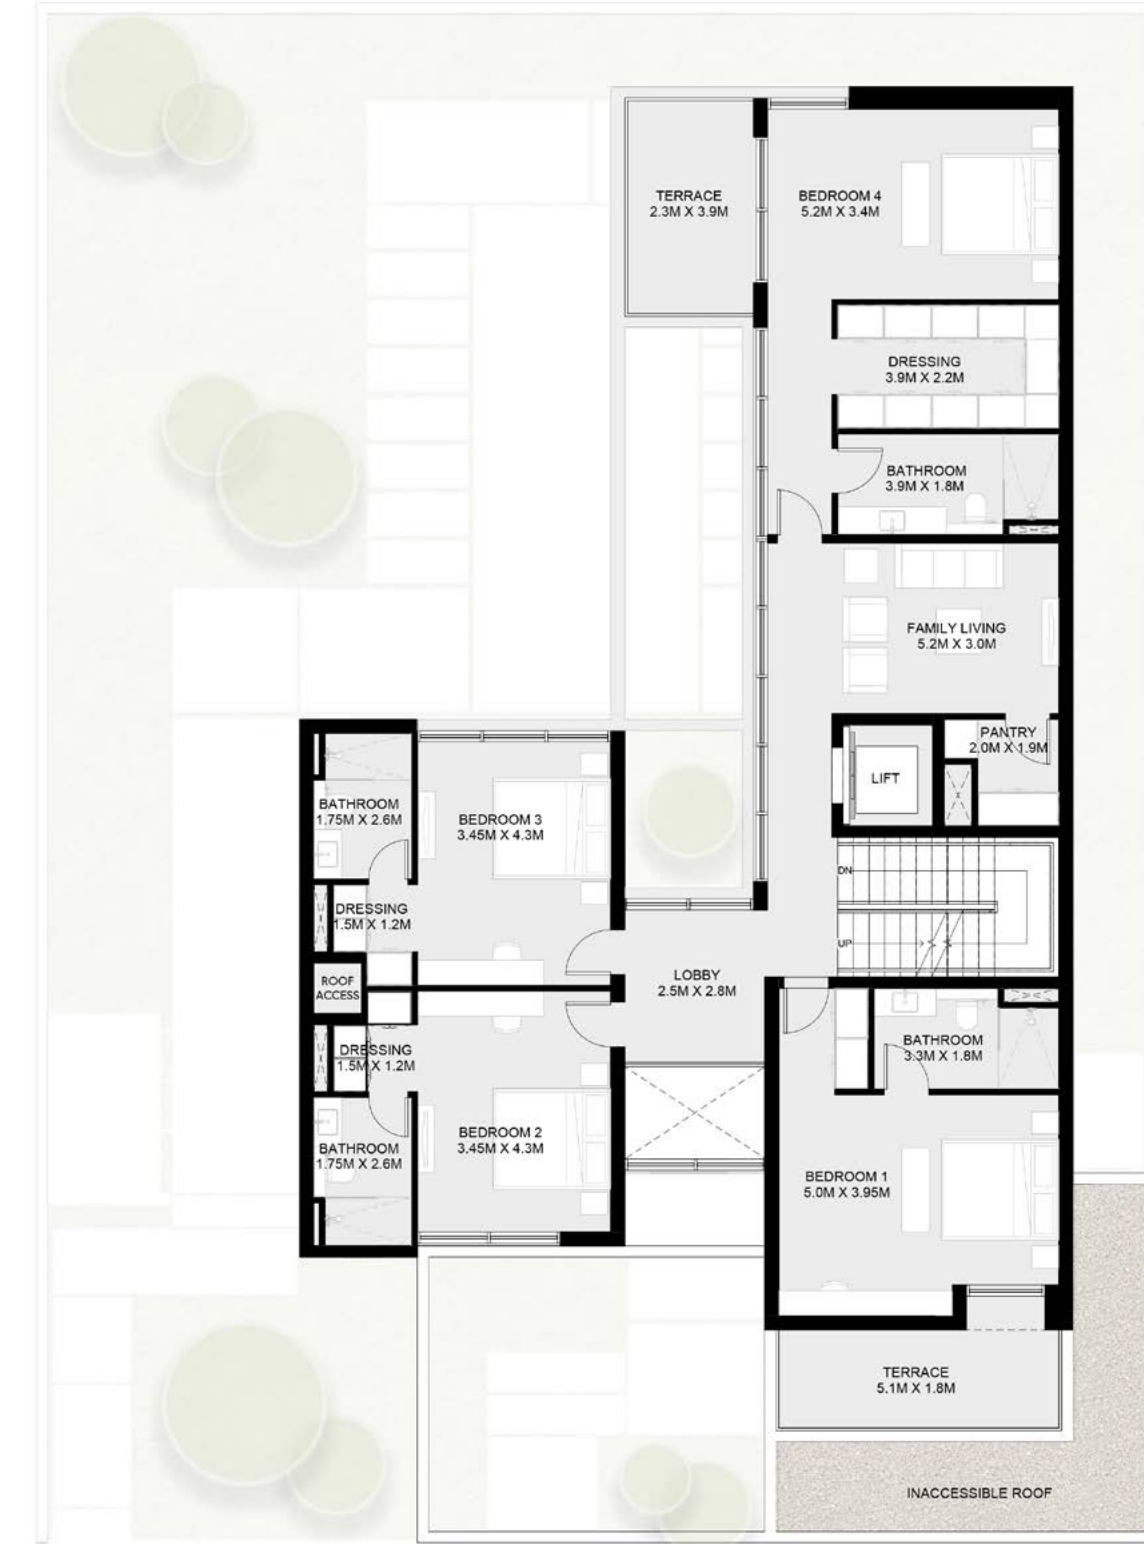 TERRACE
2.3M X 3.9M
BEDROOM 4
5.2M X 3.4M
DRESSING
3.9M X 2.2M
BATHROOM
3.9M X 1.8M
FAMILY LIVING
5.2M X 3.0M
PANTRY
2.0M X 1.9M
LIFT
BATHROOM
1.75M X 2.6M
BEDROOM 3
3.45M X 4.3M
DN
DRESSING
1.5M X 1.2M
UP
ROOF
ACCESS
LOBBY
2.5M X 2.8M
DRESSING
1.5M X 1.2M
BATHROOM
3.3M X 1.8M
BATHROOM
1.75M X 2.6M
BEDROOM 2
3.45M X 4.3M
BEDROOM 1
5.0M X 3.95M
TERRACE
5.1M X 1.8M
INACCESSIBLE ROOF